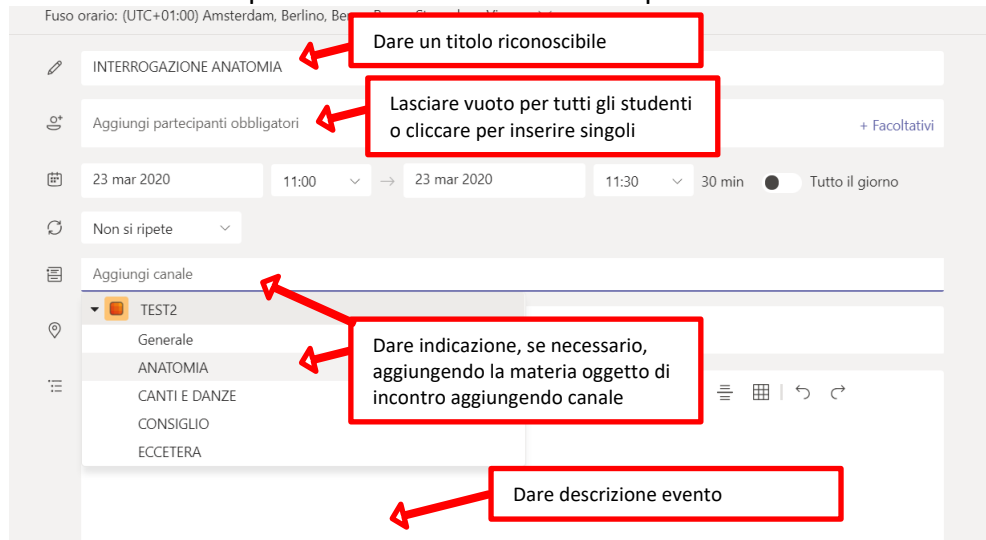 Fuso orario: (UTC+01:00) Amsterdam, Berlino,
Dare un titolo riconoscibile
INTERROGAZIONE ANATOMIA
Lasciare vuoto per tutti gli studenti
o cliccare per inserire singoli
Aggiungi partecipanti obbligatori
+ Facoltativi
23 mar 2020 11:00 → 23 mar 2020 11:30 30 min Tutto il giorno
Non si ripete
Aggiungi canale
TEST2
Generale
ANATOMIA
CANTI E DANZE
CONSIGLIO
ECCETERA
Dare indicazione, se necessario,
aggiungendo la materia oggetto di
incontro aggiungendo canale
Dare descrizione evento